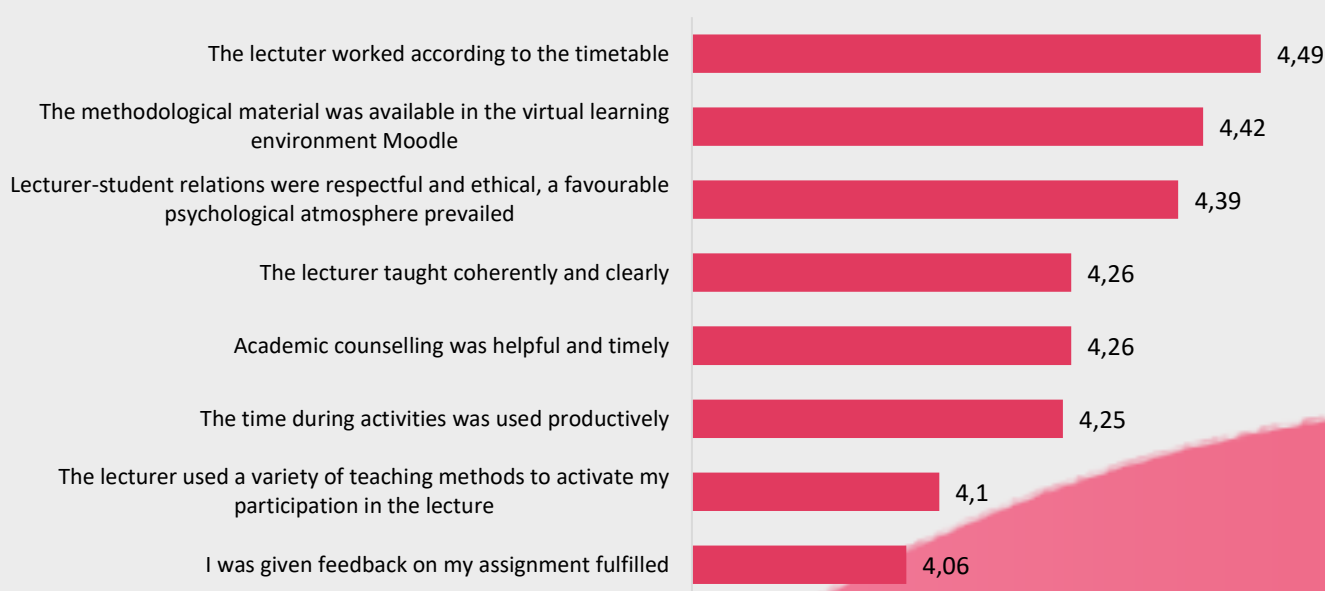 The lectuter worked according to the timetable
4,49
The methodological material was available in the virtual learning
environment Moodle
4,42
Lecturer-student relations were respectful and ethical, a favourable
psychological atmosphere prevailed
4,39
The lecturer taught coherently and clearly
4,26
Academic counselling was helpful and timely
4,26
The time during activities was used productively
4,25
The lecturer used a variety of teaching methods to activate my
participation in the lecture
4,1
I was given feedback on my assignment fulfilled
4,06